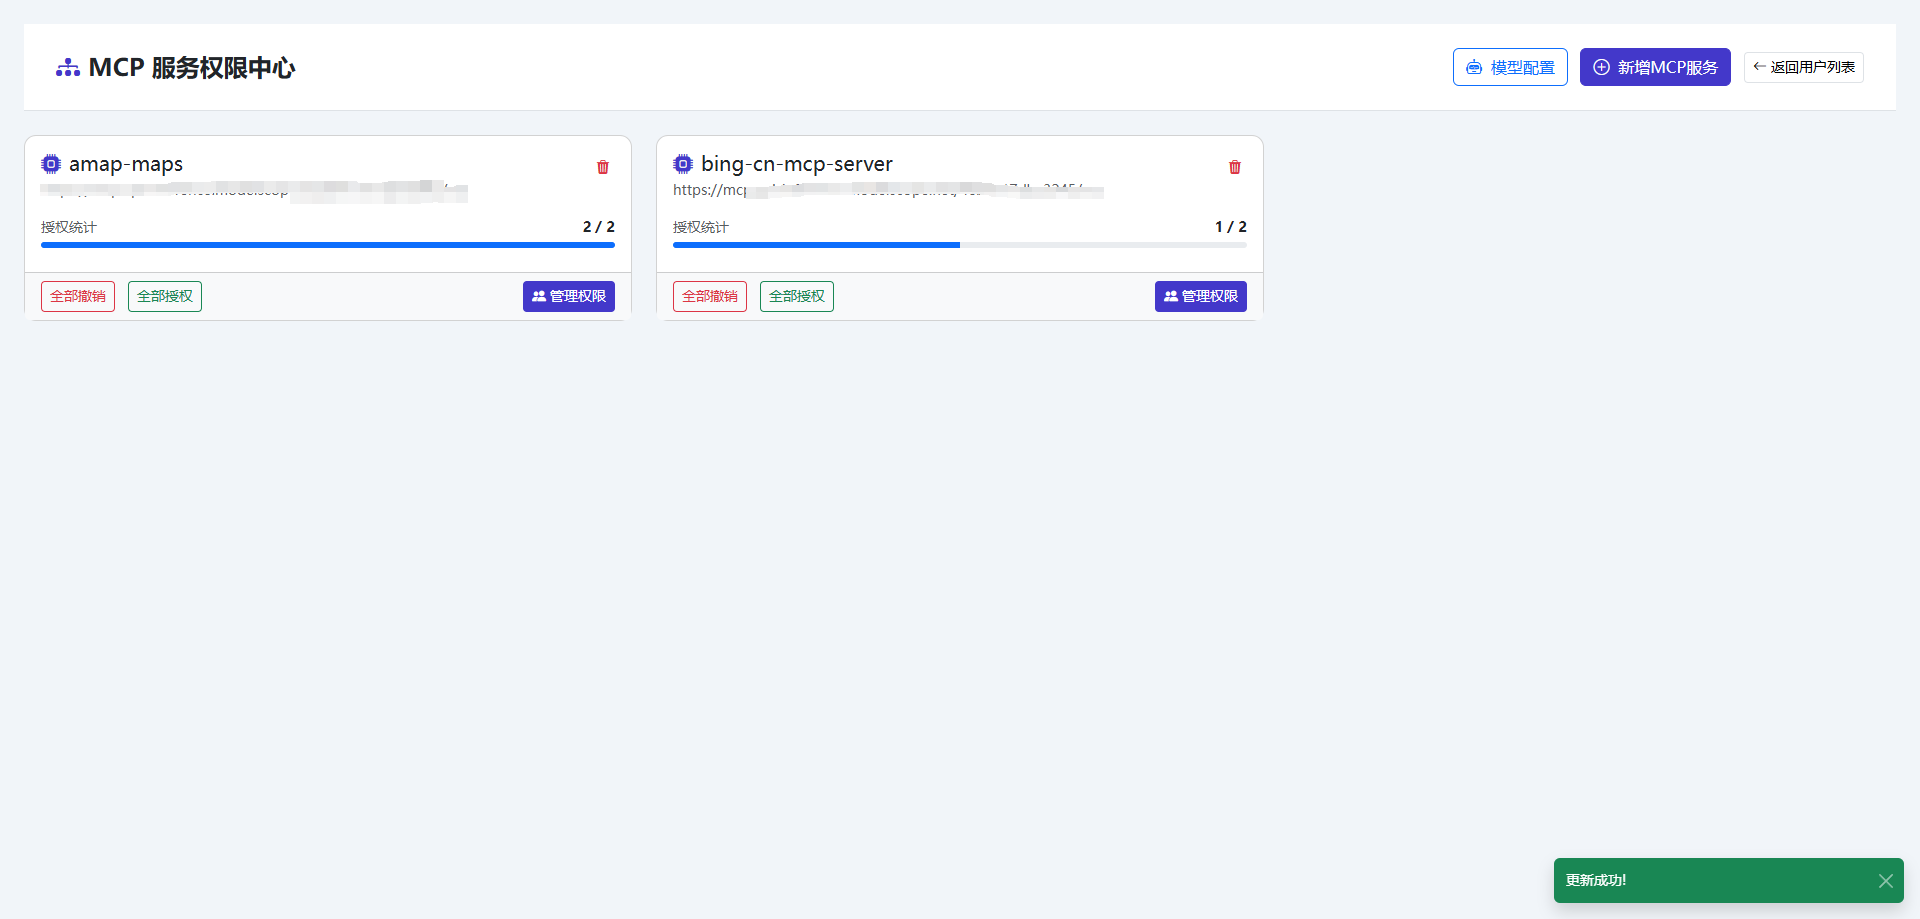 MCP 服务权限中心
模型配置
新增MCP服务
返回用户列表
amap-maps
授权统计
2 / 2
全部撤销
全部授权
管理权限
bing-cn-mcp-server
https://mcp
授权统计
1 / 2
全部撤销
全部授权
管理权限
更新成功!